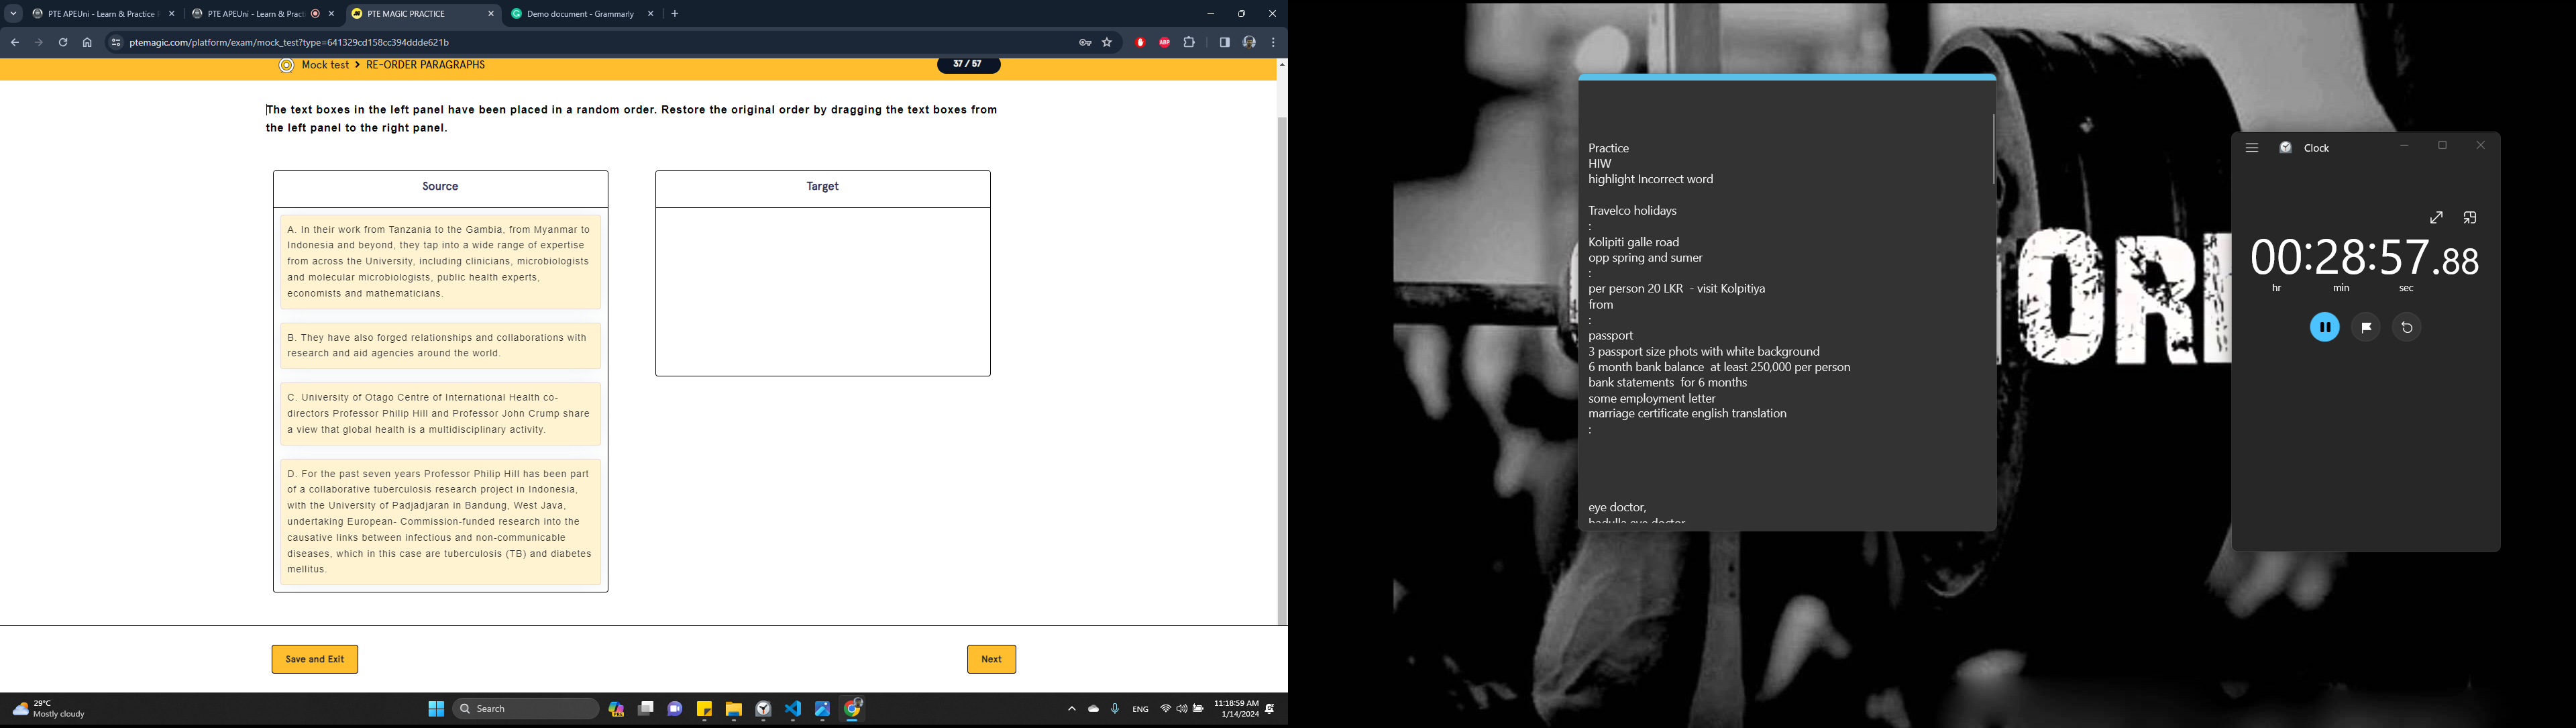 PTE APEUni - Learn & Practice
PTE APEUni - Learn & Practi
PTE MAGIC PRACTICE
Demo document - Grammarly
ptemagic.com/platform/exam/mock_test?type=641329cd158cc394ddde621b
ABP
Mock test > RE-ORDER PARAGRAPHS
37 / 57
The text boxes in the left panel have been placed in a random order. Restore the original order by dragging the text boxes from
the left panel to the right panel.
Source
Target
A. In their work from Tanzania to the Gambia, from Myanmar to
Indonesia and beyond, they tap into a wide range of expertise
from across the University, including clinicians, microbiologists
and molecular microbiologists, public health experts,
economists and mathematicians.
B. They have also forged relationships and collaborations with
research and aid agencies around the world.
C. University of Otago Centre of International Health co-
directors Professor Philip Hill and Professor John Crump share
a view that global health is a multidisciplinary activity.
D. For the past seven years Professor Philip Hill has been part
of a collaborative tuberculosis research project in Indonesia,
with the University of Padjadjaran in Bandung, West Java,
undertaking European- Commission-funded research into the
causative links between infectious and non-communicable
diseases, which in this case are tuberculosis (TB) and diabetes
mellitus.
Save and Exit
Next
29°C
Mostly cloudy
Search
ENG
11:18:59 AM
1/14/2024
Practice
HIW
highlight Incorrect word
Travelco holidays
:
Kolipiti galle road
opp spring and sumer
:
per person 20 LKR - visit Kolpitiya
from
:
passport
3 passport size phots with white background
6 month bank balance at least 250,000 per person
bank statements for 6 months
some employment letter
marriage certificate english translation
:
eye doctor,
badulla eye doctor
Clock
00:28:57.88
hr
min
sec
ORI